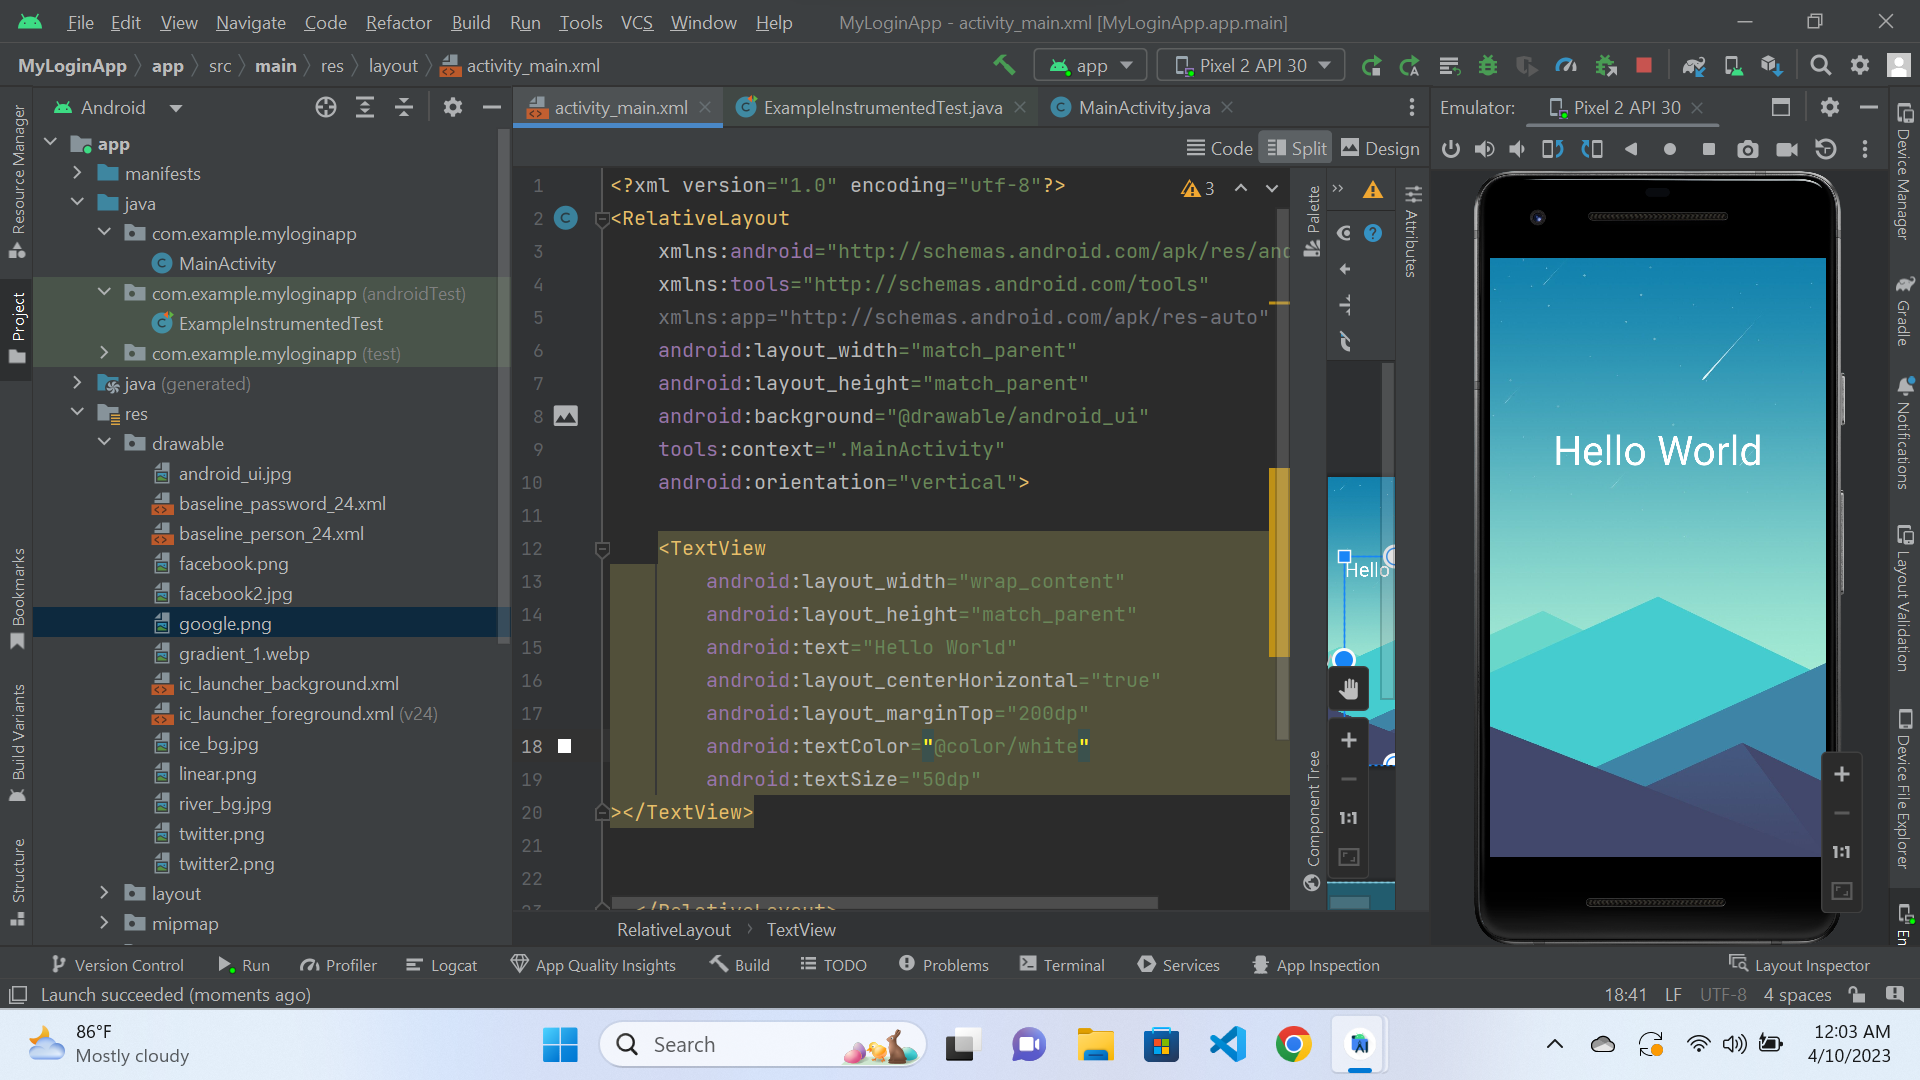 File Edit View Navigate Code Refactor Build Run Tools VCS Window Help MyLoginApp - activity_main.xml [MyLoginApp.app.main]
MyLoginApp app src main res layout activity_main.xml app Pixel 2 API 30
Android
activity_main.xml ExampleInstrumentedTest.java MainActivity.java
Emulator: Pixel 2 API 30
Code Split Design
Resource Manager
Project
Bookmarks
Build Variants
Structure
app
manifests
java
com.example.myloginapp
MainActivity
com.example.myloginapp (androidTest)
ExampleInstrumentedTest
com.example.myloginapp (test)
java (generated)
res
drawable
android_ui.jpg
baseline_password_24.xml
baseline_person_24.xml
facebook.png
facebook2.jpg
google.png
gradient_1.webp
ic_launcher_background.xml
ic_launcher_foreground.xml (v24)
ice_bg.jpg
linear.png
river_bg.jpg
twitter.png
twitter2.png
layout
mipmap
1 <?xml version="1.0" encoding="utf-8"?> 3
2 <RelativeLayout
3 xmlns:android="http://schemas.android.com/apk/res/and
4 xmlns:tools="http://schemas.android.com/tools"
5 xmlns:app="http://schemas.android.com/apk/res-auto"
6 android:layout_width="match_parent"
7 android:layout_height="match_parent"
8 android:background="@drawable/android_ui"
9 tools:context=".MainActivity"
10 android:orientation="vertical">
11
12 <TextView
13 android:layout_width="wrap_content"
14 android:layout_height="match_parent"
15 android:text="Hello World"
16 android:layout_centerHorizontal="true"
17 android:layout_marginTop="200dp"
18 android:textColor="@color/white"
19 android:textSize="50dp"
20 ></TextView>
21
22
23 </RelativeLayout>
RelativeLayout TextView
Palette
Component Tree
Attributes
Hello
1:1
Hello World
1:1
Device Manager
Gradle
Notifications
Layout Validation
Device File Explorer
En
Version Control Run Profiler Logcat App Quality Insights Build TODO Problems Terminal Services App Inspection Layout Inspector
Launch succeeded (moments ago) 18:41 LF UTF-8 4 spaces
86°F
Mostly cloudy
Search
12:03 AM
4/10/2023